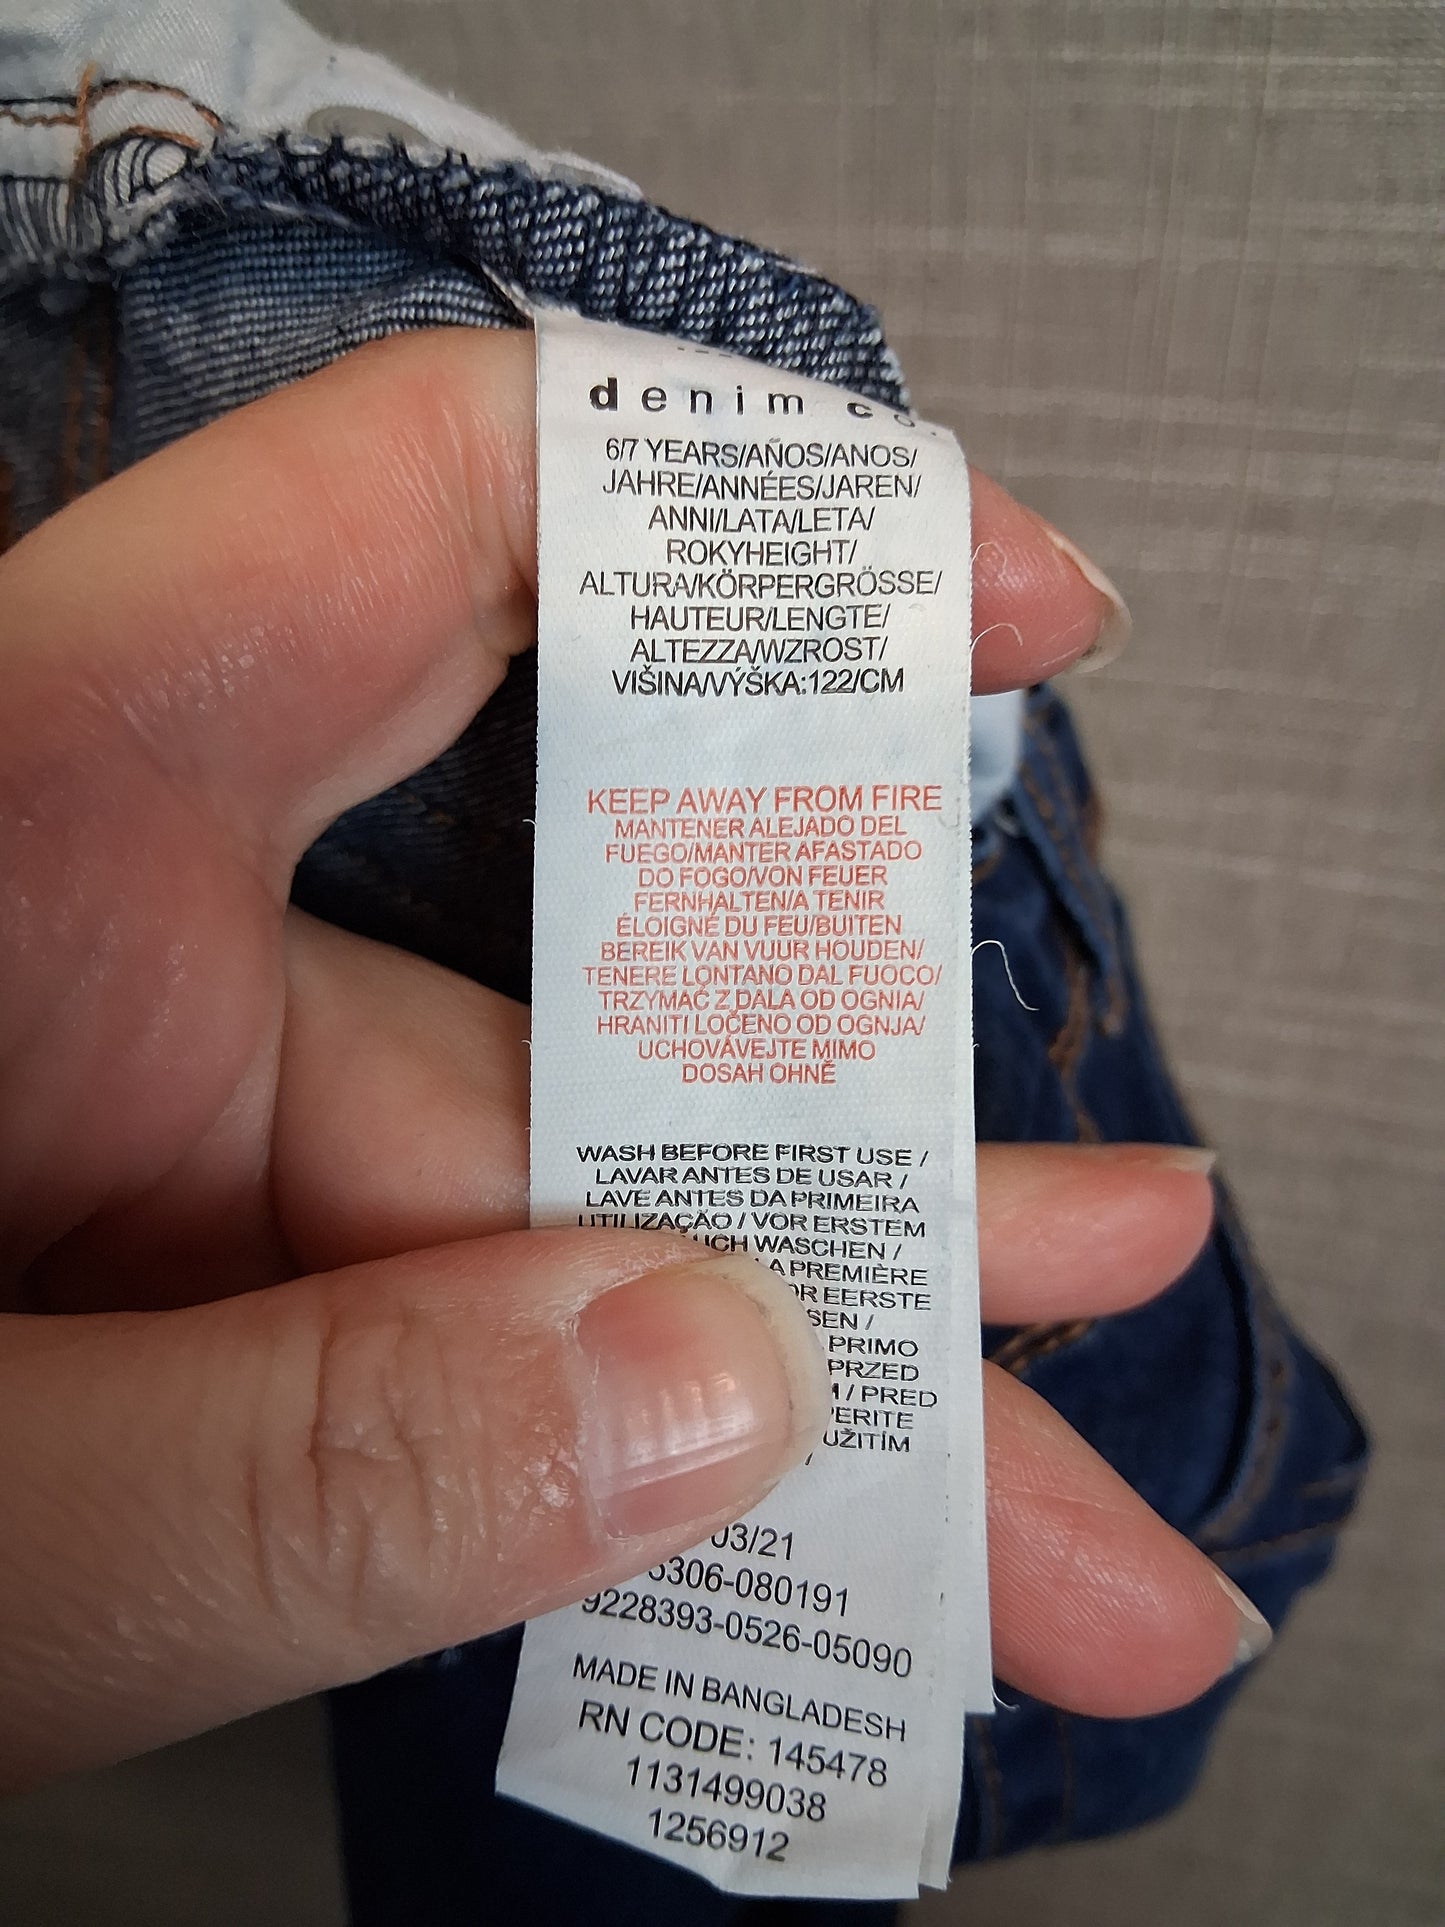 denim co.
6/7 YEARS/AÑOS/ANOS/
JAHRE/ANNÉES/JAREN/
ANNI/LATA/LETA/
ROKYHEIGHT/
ALTURA/KÖRPERGRÖSSE/
HAUTEUR/LENGTE/
ALTEZZA/WZROST/
VIŠINA/VÝŠKA:122/CM
KEEP AWAY FROM FIRE
MANTENER ALEJADO DEL
FUEGO/MANTER AFASTADO
DO FOGO/VON FEUER
FERNHALTEN/A TENIR
ÉLOIGNÉ DU FEU/BUITEN
BEREIK VAN VUUR HOUDEN/
TENERE LONTANO DAL FUOCO/
TRZYMAĆ Z DALA OD OGNIA/
HRANITI LOČENO OD OGNJA/
UCHOVÁVEJTE MIMO
DOSAH OHNĚ
WASH BEFORE FIRST USE /
LAVAR ANTES DE USAR /
LAVE ANTES DA PRIMEIRA
UTILIZAÇÃO / VOR ERSTEM
WASCHEN /
LA PREMIÈRE
EERSTE
/
PRIMO
PRZED
/ PRED
/
03/21
5306-080191
9228393-0526-05090
MADE IN BANGLADESH
RN CODE: 145478
1131499038
1256912